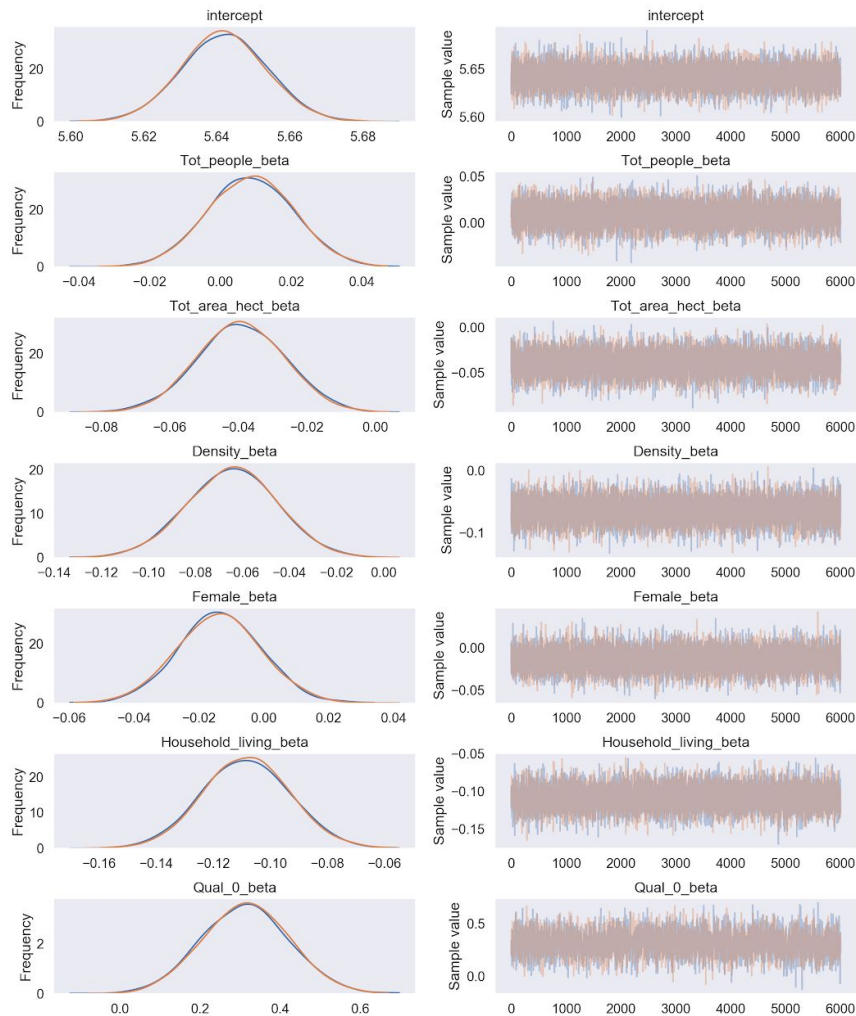 intercept
Frequency
20
0
5.60 5.62 5.64 5.66 5.68
intercept
Sample value
5.65
5.60
0 1000 2000 3000 4000 5000 6000
Tot_people_beta
Frequency
20
0
−0.04 −0.02 0.00 0.02 0.04
Tot_people_beta
Sample value
0.05
0.00
0 1000 2000 3000 4000 5000 6000
Tot_area_hect_beta
Frequency
20
0
−0.08 −0.06 −0.04 −0.02 0.00
Tot_area_hect_beta
Sample value
0.00
−0.05
0 1000 2000 3000 4000 5000 6000
Density_beta
Frequency
20
10
0
−0.14 −0.12 −0.10 −0.08 −0.06 −0.04 −0.02 0.00
Density_beta
Sample value
0.0
−0.1
0 1000 2000 3000 4000 5000 6000
Female_beta
Frequency
20
0
−0.06 −0.04 −0.02 0.00 0.02 0.04
Female_beta
Sample value
0.00
−0.05
0 1000 2000 3000 4000 5000 6000
Household_living_beta
Frequency
20
10
0
−0.16 −0.14 −0.12 −0.10 −0.08 −0.06
Household_living_beta
Sample value
−0.05
−0.10
−0.15
0 1000 2000 3000 4000 5000 6000
Qual_0_beta
Frequency
2
0
0.0 0.2 0.4 0.6
Qual_0_beta
Sample value
0.5
0.0
0 1000 2000 3000 4000 5000 6000